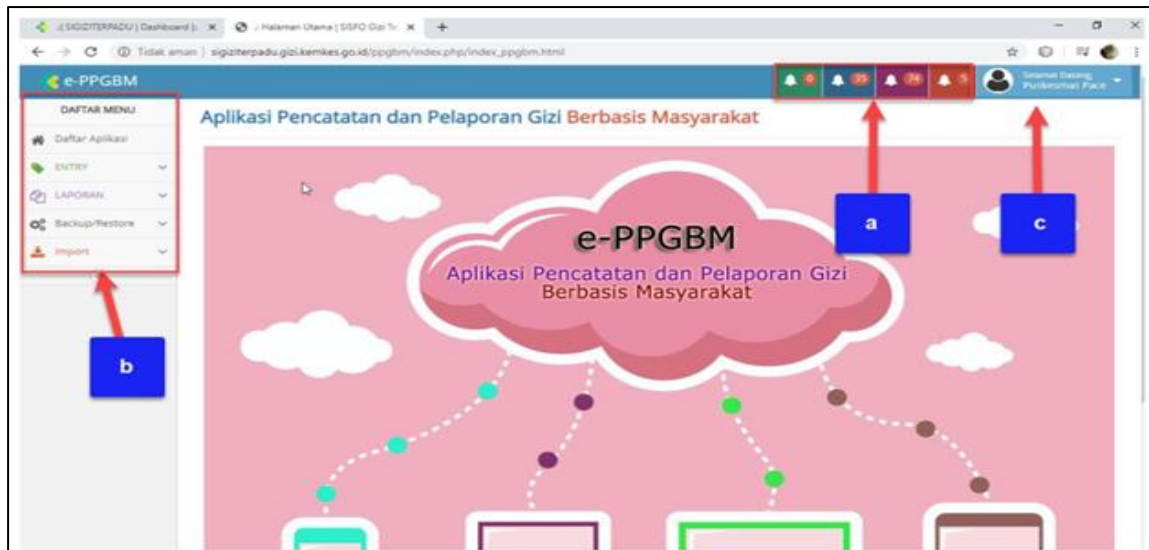 (SIGIZITERPADU) | Dashboard (.
.: Halaman Utama | SISFO Gizi Te
Tidak aman | sigiziterpadu.gizi.kemkes.go.id/ppgbm/index.php/index_ppgbm.html
e-PPGBM
0 35 74 5
Selamat Datang,
Puskesmas Pace
DAFTAR MENU
Daftar Aplikasi
ENTRY
LAPORAN
Backup/Restore
Import
Aplikasi Pencatatan dan Pelaporan Gizi Berbasis Masyarakat
a
c
b
e-PPGBM
Aplikasi Pencatatan dan Pelaporan Gizi
Berbasis Masyarakat